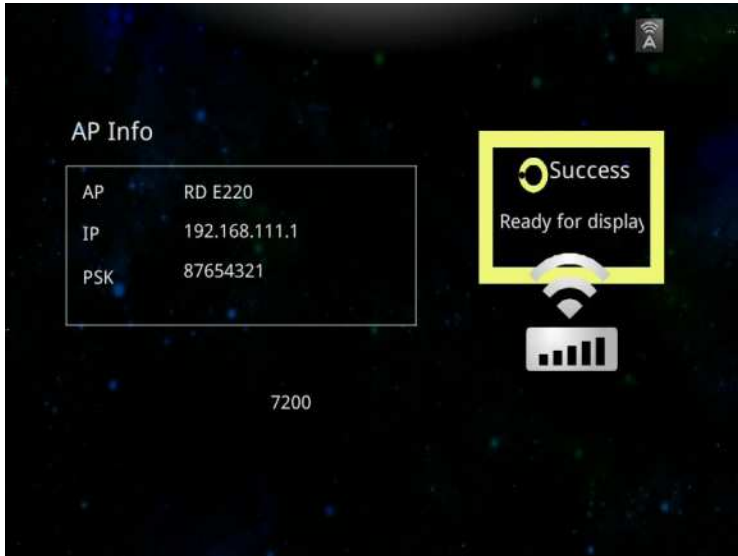 A
AP Info
AP RD E220
IP 192.168.111.1
PSK 87654321
Success
Ready for display
7200